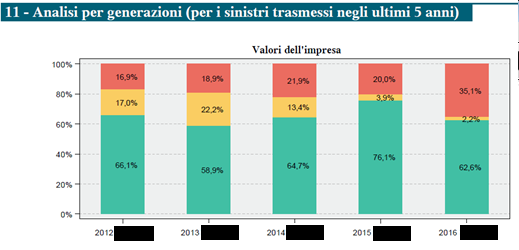 11 - Analisi per generazioni (per i sinistri trasmessi negli ultimi 5 anni)
Valori dell'impresa
100%
80%
60%
40%
20%
0%
16,9% 18,9% 21,9% 20,0% 35,1%
17,0% 22,2% 13,4% 3,9% 2,2%
66,1% 58,9% 64,7% 76,1% 62,6%
2012 2013 2014 2015 2016